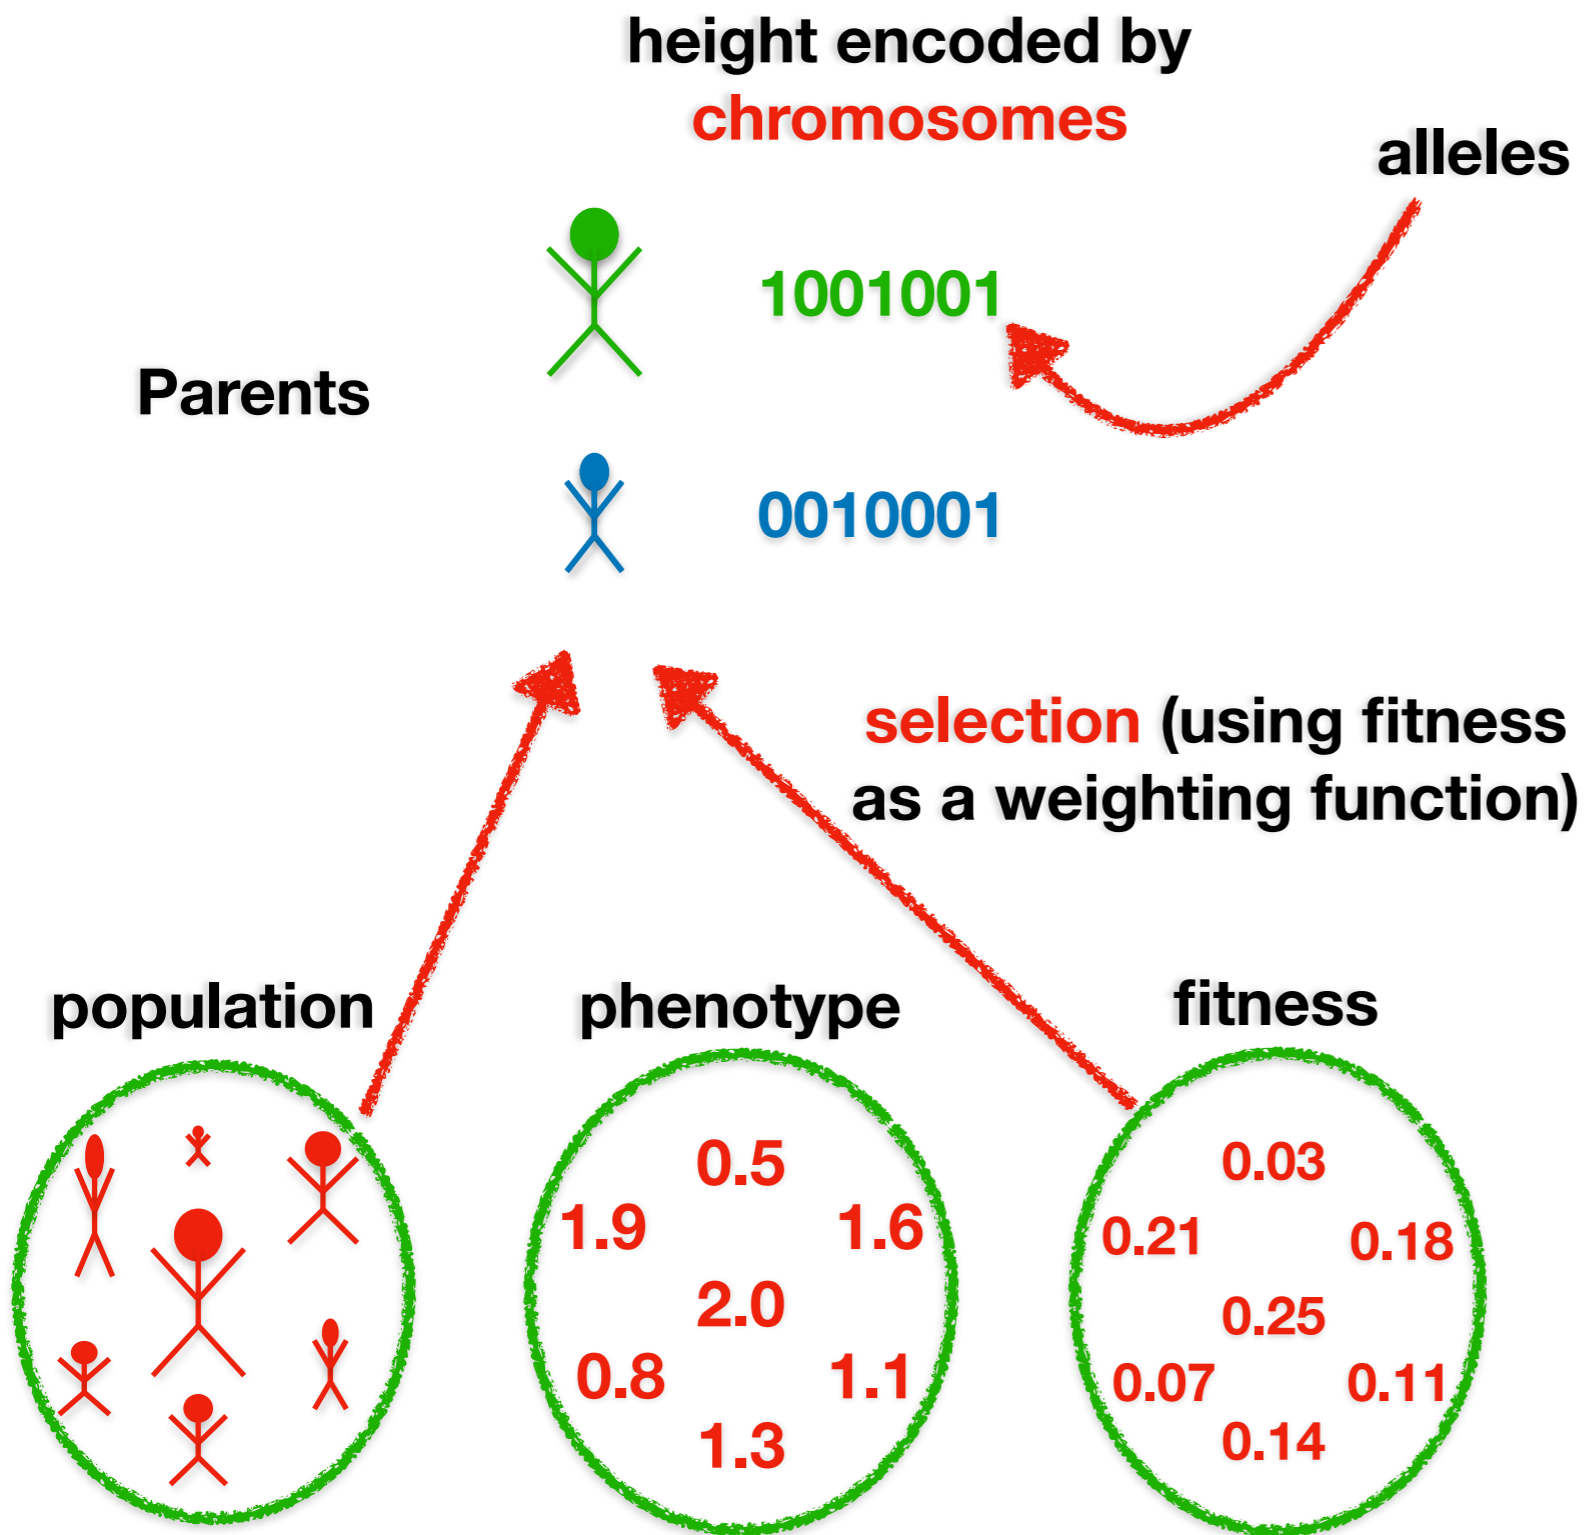 height encoded by
chromosomes
alleles
1001001
Parents
0010001
selection (using fitness
as a weighting function)
population
phenotype
fitness
0.5
1.9
1.6
2.0
0.8
1.1
1.3
0.03
0.21
0.18
0.25
0.07
0.11
0.14